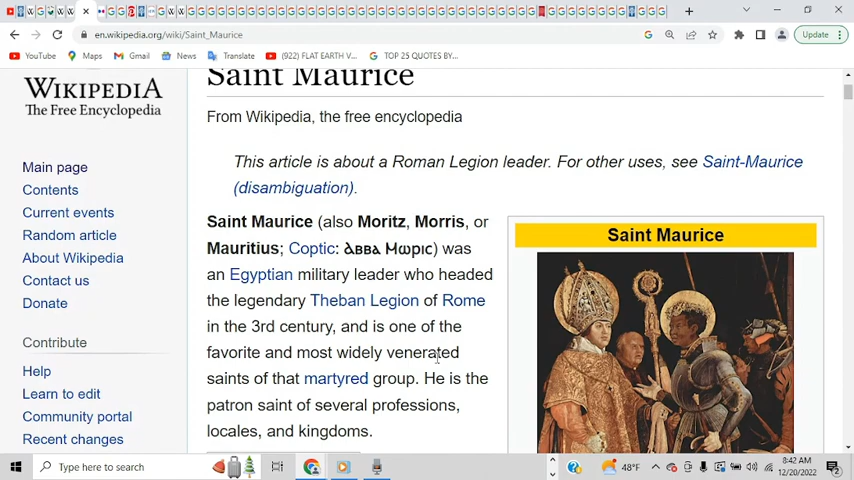 en.wikipedia.org/wiki/Saint_Maurice
Update
YouTube
Maps
Gmail
News
Translate
(922) FLAT EARTH V...
TOP 25 QUOTES BY...
WIKIPEDIA
The Free Encyclopedia
Main page
Contents
Current events
Random article
About Wikipedia
Contact us
Donate
Contribute
Help
Learn to edit
Community portal
Recent changes
Saint Maurice
From Wikipedia, the free encyclopedia
This article is about a Roman Legion leader. For other uses, see Saint-Maurice
(disambiguation).
Saint Maurice (also Moritz, Morris, or
Mauritius; Coptic: Ⲁⲃⲃⲁ Ⲙⲱⲣⲓⲥ) was
an Egyptian military leader who headed
the legendary Theban Legion of Rome
in the 3rd century, and is one of the
favorite and most widely venerated
saints of that martyred group. He is the
patron saint of several professions,
locales, and kingdoms.
Saint Maurice
Type here to search
48°F
8:42 AM
12/20/2022